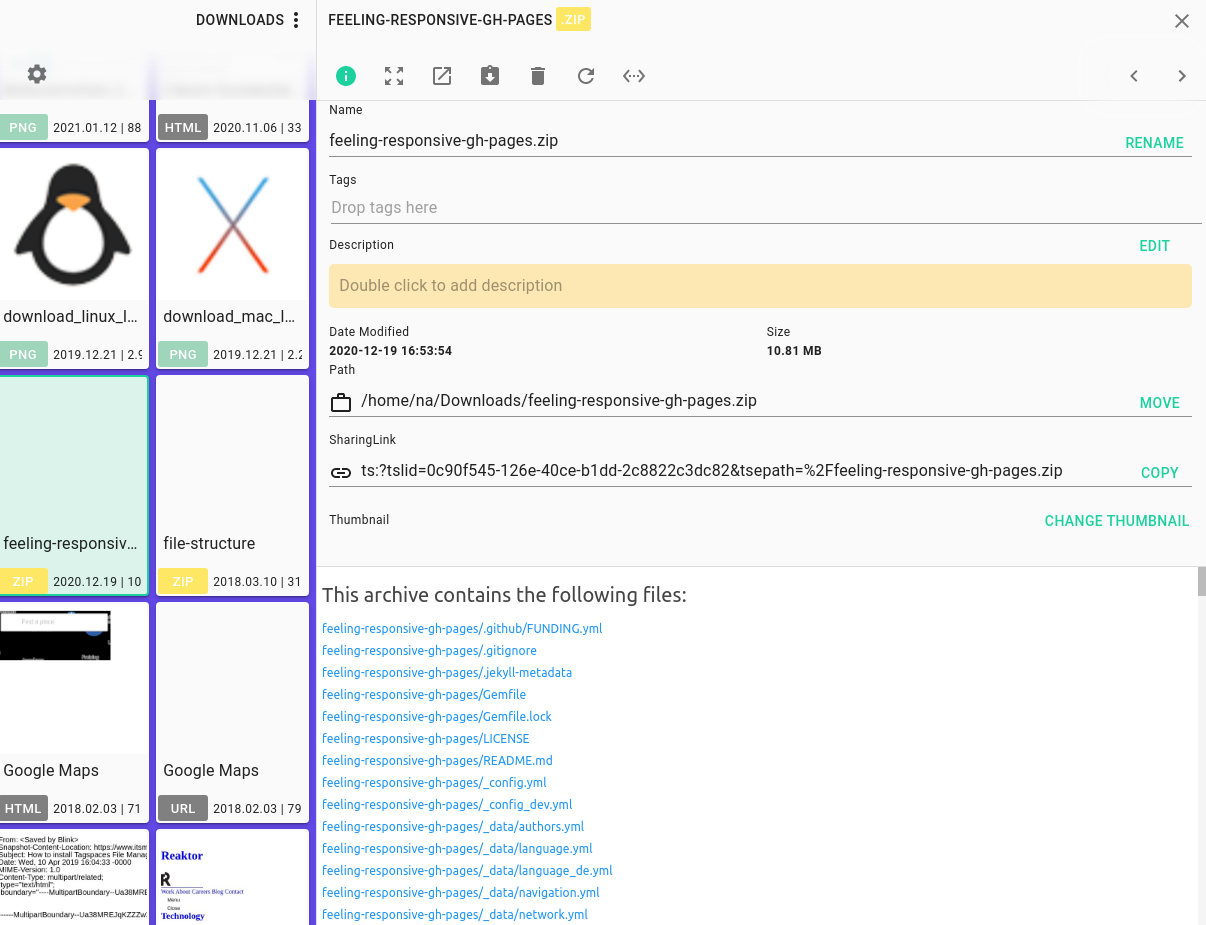 DOWNLOADS
PNG 2021.01.12 | 88
HTML 2020.11.06 | 33
download_linux_l...
PNG 2019.12.21 | 2.9
download_mac_l...
PNG 2019.12.21 | 2.2
feeling-responsiv...
ZIP 2020.12.19 | 10
file-structure
ZIP 2018.03.10 | 31
Find a place
Google Maps
HTML 2018.02.03 | 71
Google Maps
URL 2018.02.03 | 79
From: <Saved by Blink>
Snapshot-Content-Location: https://www.itsm
Subject: How to install Tagspaces File Manag
Date: Wed, 10 Apr 2019 16:04:33 -0000
MIME-Version: 1.0
Content-Type: multipart/related;
type="text/html";
boundary="----MultipartBoundary--Ua38MRE
------MultipartBoundary--Ua38MREJqKZZZw
Reaktor
R
Work About Careers Blog Contact
Menu
Close
Technology
FEELING-RESPONSIVE-GH-PAGES .ZIP
Name
feeling-responsive-gh-pages.zip RENAME
Tags
Drop tags here
Description EDIT
Double click to add description
Date Modified Size
2020-12-19 16:53:54 10.81 MB
Path
/home/na/Downloads/feeling-responsive-gh-pages.zip MOVE
SharingLink
ts:?tslid=0c90f545-126e-40ce-b1dd-2c8822c3dc82&tsepath=%2Ffeeling-responsive-gh-pages.zip COPY
Thumbnail CHANGE THUMBNAIL
This archive contains the following files:
feeling-responsive-gh-pages/.github/FUNDING.yml
feeling-responsive-gh-pages/.gitignore
feeling-responsive-gh-pages/.jekyll-metadata
feeling-responsive-gh-pages/Gemfile
feeling-responsive-gh-pages/Gemfile.lock
feeling-responsive-gh-pages/LICENSE
feeling-responsive-gh-pages/README.md
feeling-responsive-gh-pages/_config.yml
feeling-responsive-gh-pages/_config_dev.yml
feeling-responsive-gh-pages/_data/authors.yml
feeling-responsive-gh-pages/_data/language.yml
feeling-responsive-gh-pages/_data/language_de.yml
feeling-responsive-gh-pages/_data/navigation.yml
feeling-responsive-gh-pages/_data/network.yml